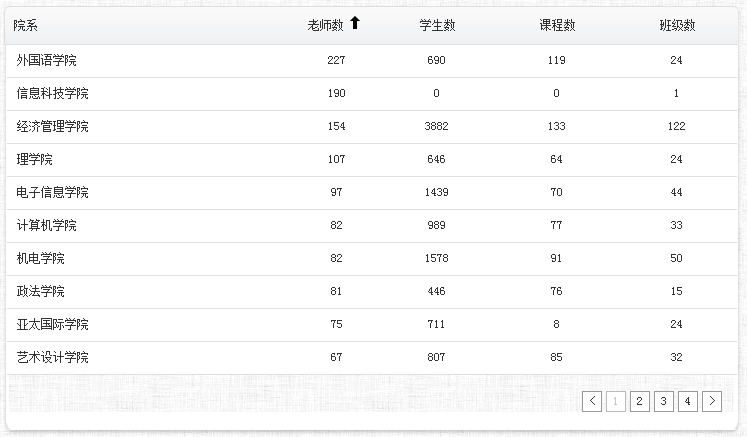 院系 老师数 学生数 课程数 班级数
外国语学院 227 690 119 24
信息科技学院 190 0 0 1
经济管理学院 154 3882 133 122
理学院 107 646 64 24
电子信息学院 97 1439 70 44
计算机学院 82 989 77 33
机电学院 82 1578 91 50
政法学院 81 446 76 15
亚太国际学院 75 711 8 24
艺术设计学院 67 807 85 32
1 2 3 4